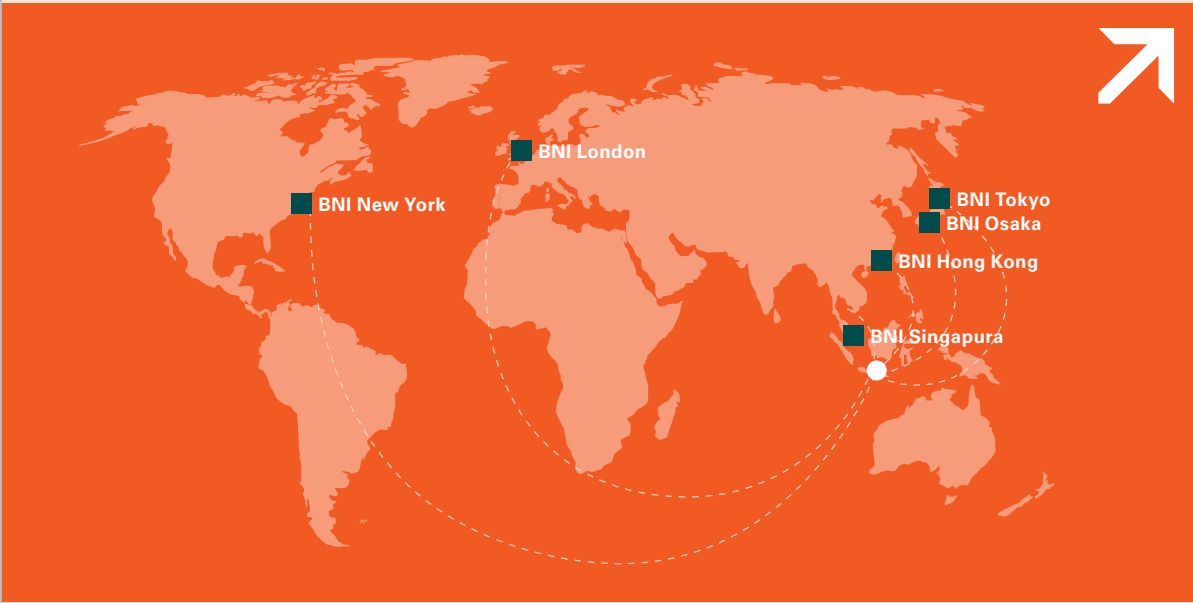 BNI London
BNI New York
BNI Tokyo
BNI Osaka
BNI Hong Kong
BNI Singapura